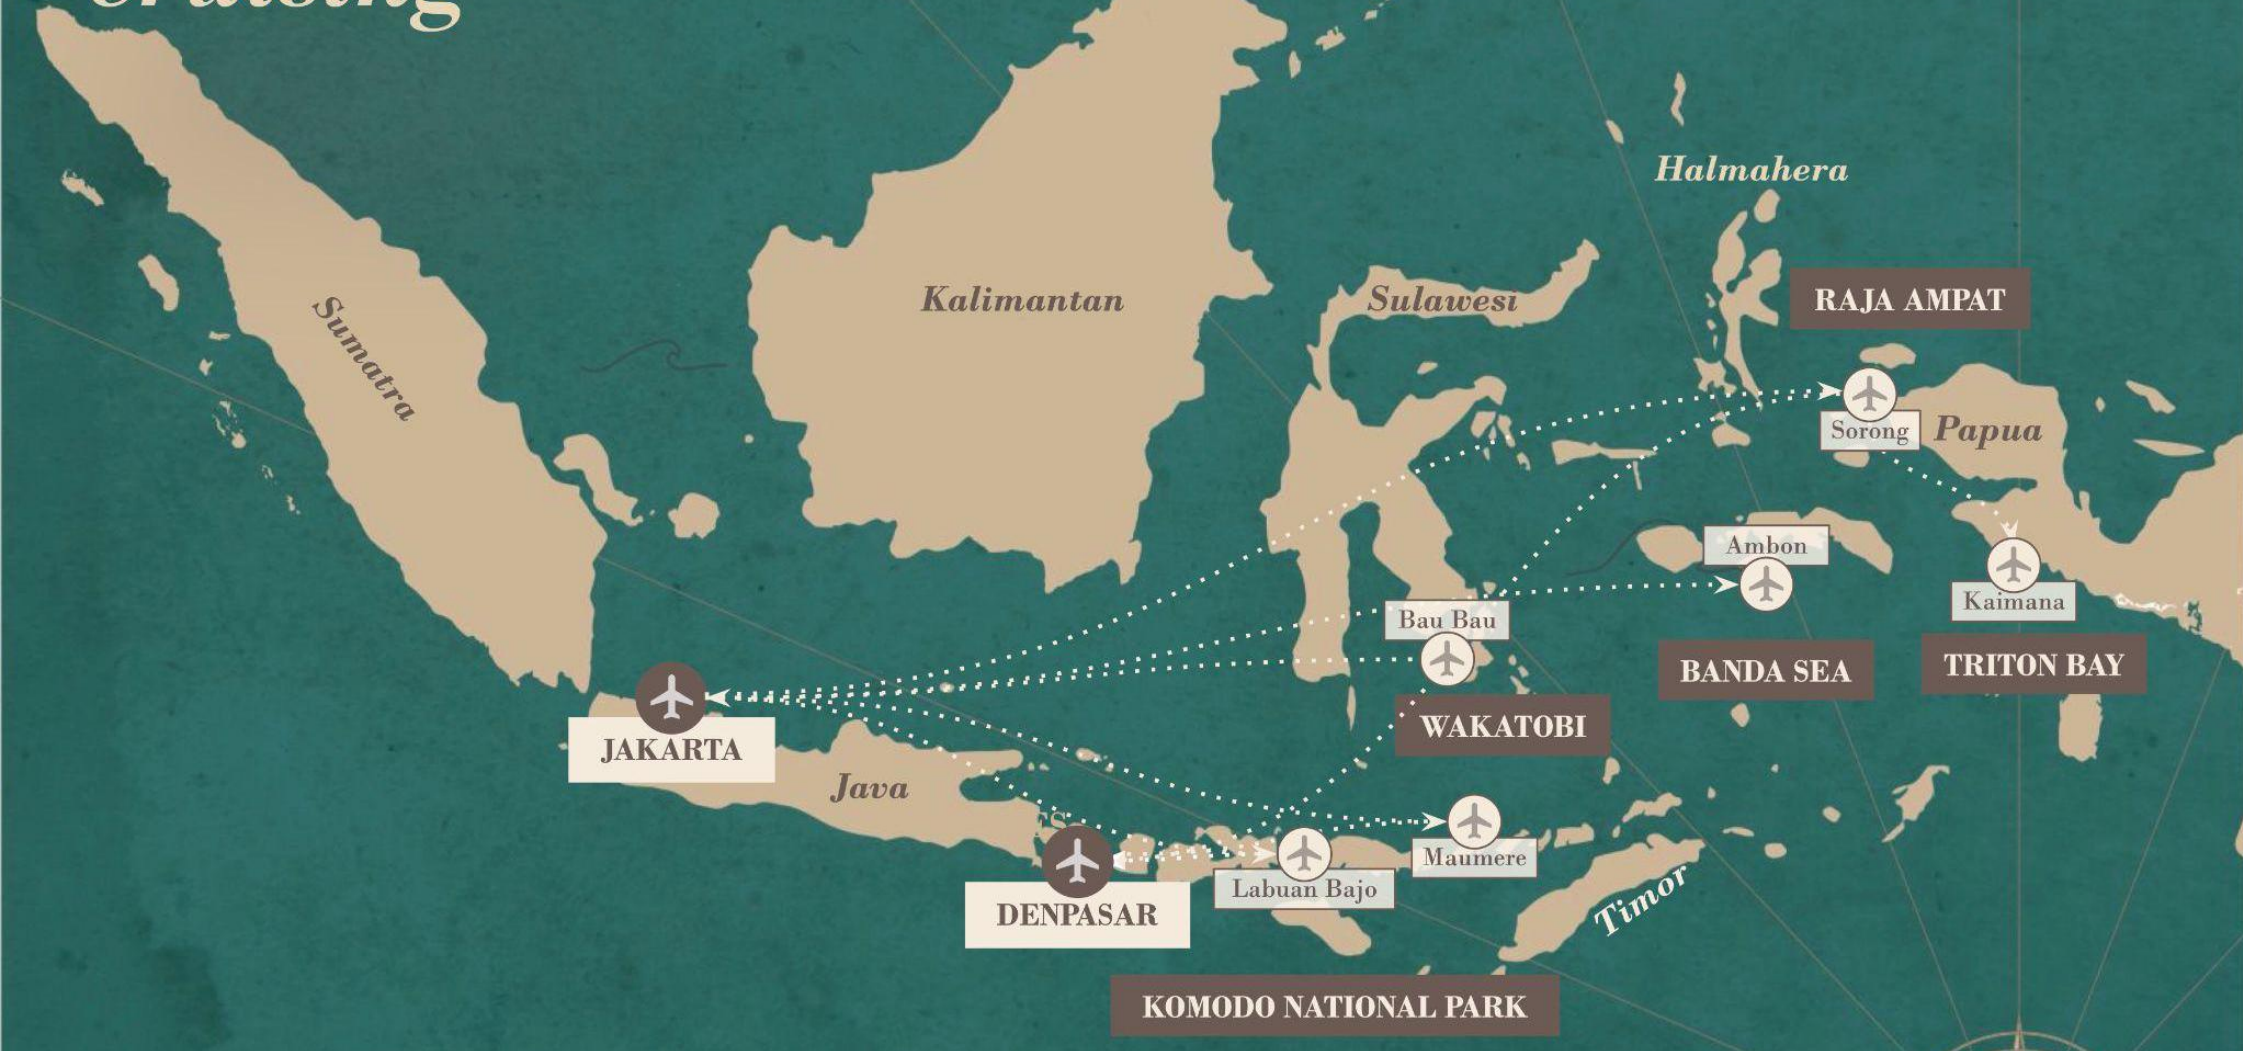 Cruising
Halmahera
RAJA AMPAT
Kalimantan
Sulawesi
Sumatra
Sorong
Papua
Ambon
Kaimana
Bau Bau
BANDA SEA
TRITON BAY
WAKATOBI
JAKARTA
Java
Maumere
Labuan Bajo
DENPASAR
Timor
KOMODO NATIONAL PARK